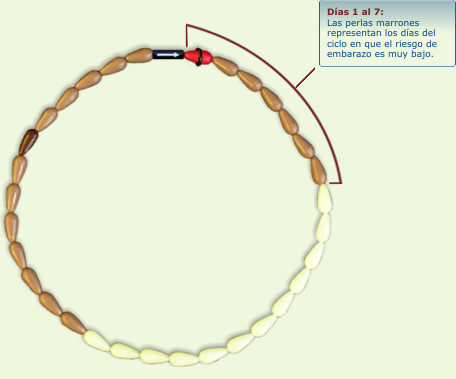 Días 1 al 7:
Las perlas marrones
representan los días del
ciclo en que el riesgo de
embarazo es muy bajo.